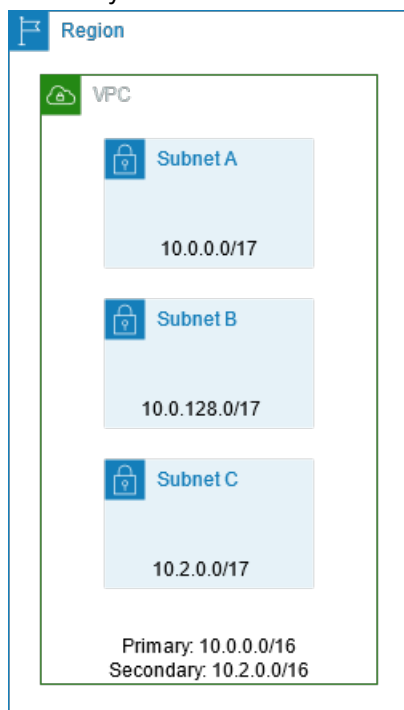 Region
VPC
Subnet A
10.0.0.0/17
Subnet B
10.0.128.0/17
Subnet C
10.2.0.0/17
Primary: 10.0.0.0/16
Secondary: 10.2.0.0/16